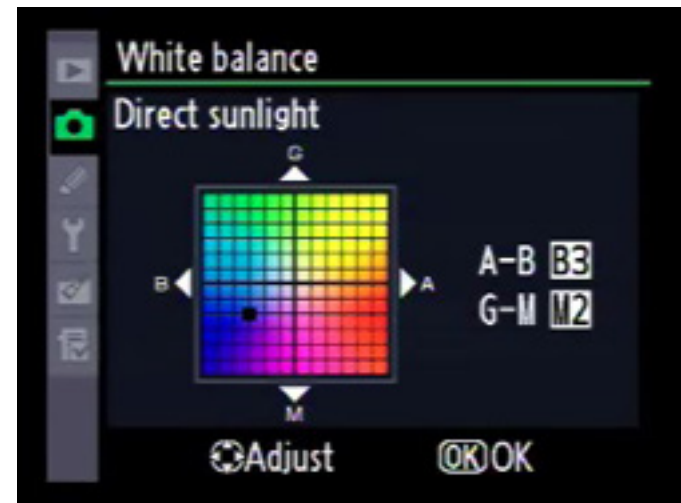 White balance
Direct sunlight
G
B
A
A-B B3
G-M M2
M
Adjust
OK OK